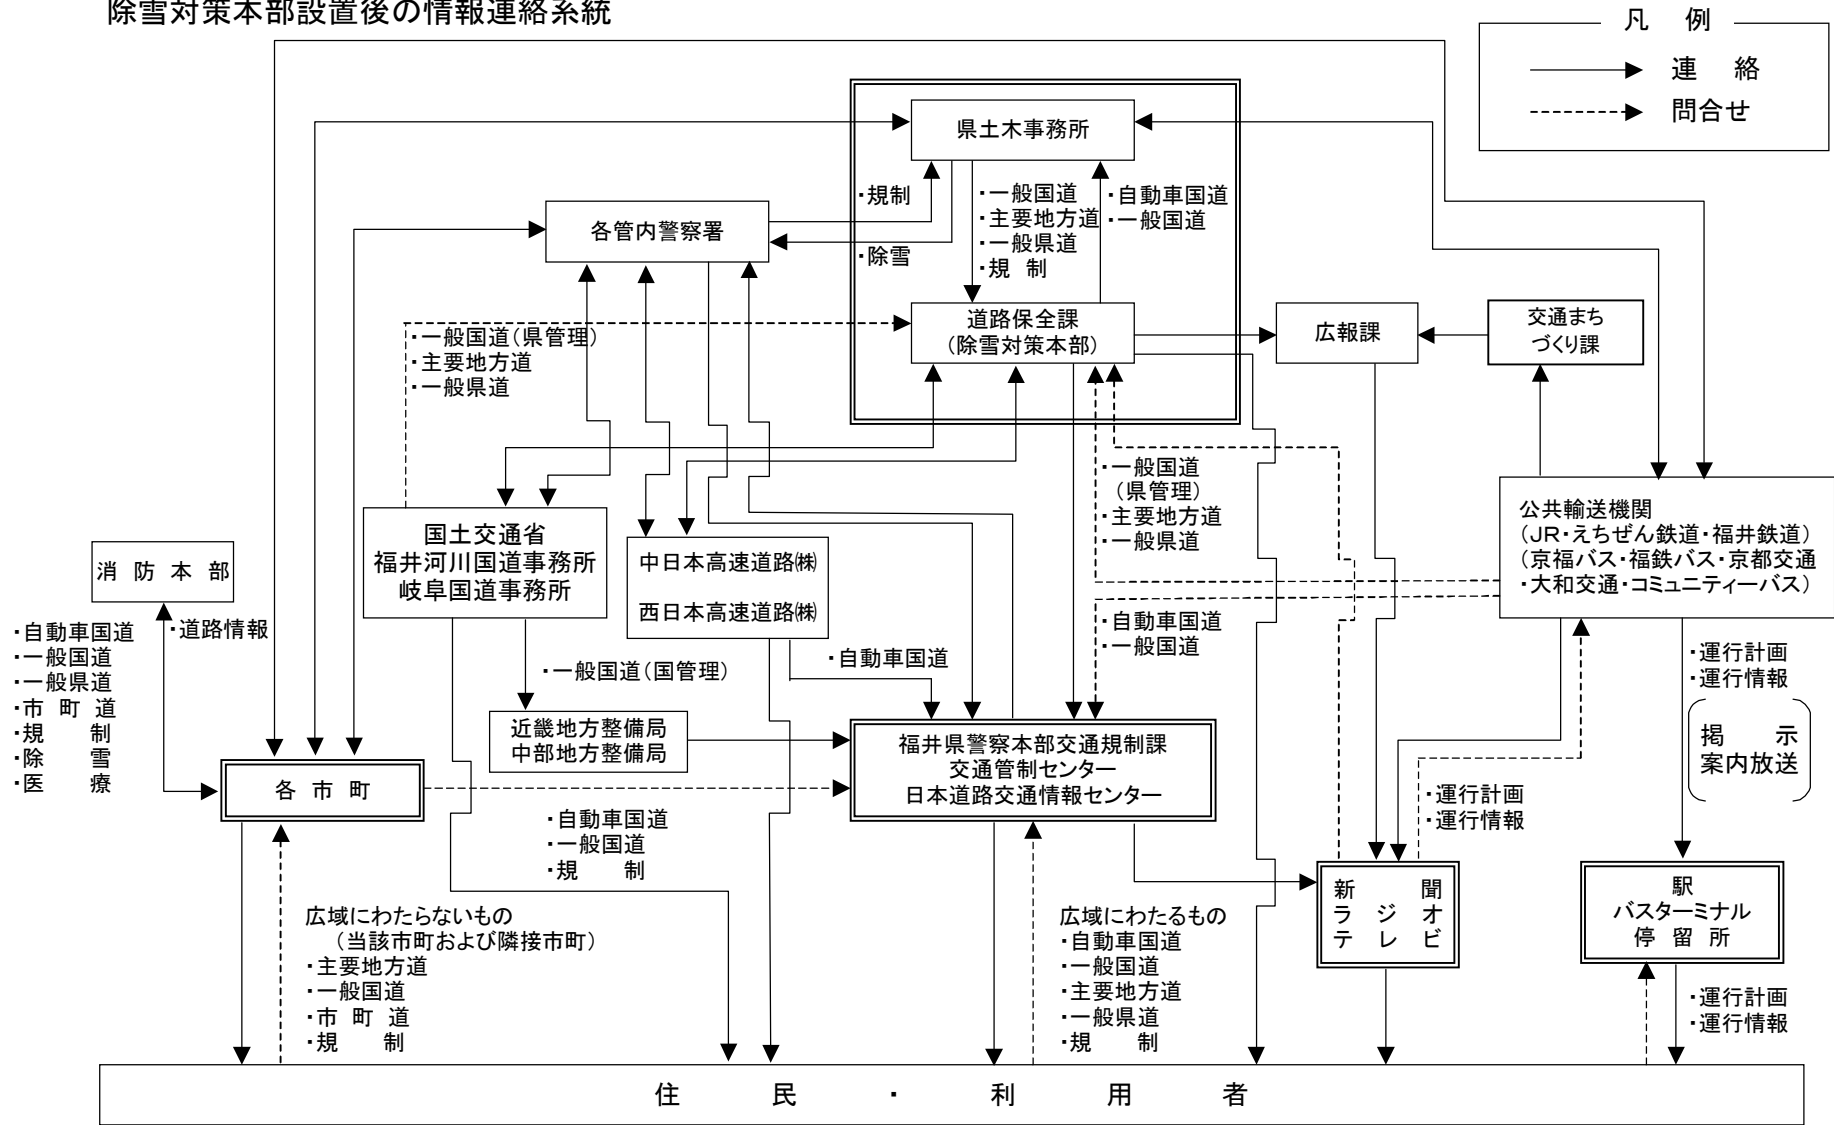 除雪対策本部設置後の情報連絡系統
凡 例
連 絡
問合せ
県土木事務所
・規制
・除雪
・一般国道
・主要地方道
・一般県道
・規 制
・自動車国道
・一般国道
各管内警察署
道路保全課
(除雪対策本部)
広報課
交通まち
づくり課
・一般国道(県管理)
・主要地方道
・一般県道
・一般国道
(県管理)
・主要地方道
・一般県道
公共輸送機関
(JR・えちぜん鉄道・福井鉄道)
(京福バス・福鉄バス・京都交通
・大和交通・コミュニティーバス)
国土交通省
福井河川国道事務所
岐阜国道事務所
中日本高速道路㈱
西日本高速道路㈱
消 防 本 部
・道路情報
・自動車国道
・一般国道
・一般県道
・市 町 道
・規 制
・除 雪
・医 療
・一般国道(国管理)
・自動車国道
・自動車国道
・一般国道
・運行計画
・運行情報
掲 示
案内放送
近畿地方整備局
中部地方整備局
福井県警察本部交通規制課
交通管制センター
日本道路交通情報センター
各 市 町
・自動車国道
・一般国道
・規 制
・運行計画
・運行情報
新 聞
ラ ジ オ
テ レ ビ
駅
バスターミナル
停 留 所
広域にわたらないもの
(当該市町および隣接市町)
・主要地方道
・一般国道
・市 町 道
・規 制
広域にわたるもの
・自動車国道
・一般国道
・主要地方道
・一般県道
・規 制
・運行計画
・運行情報
住 民 ・ 利 用 者